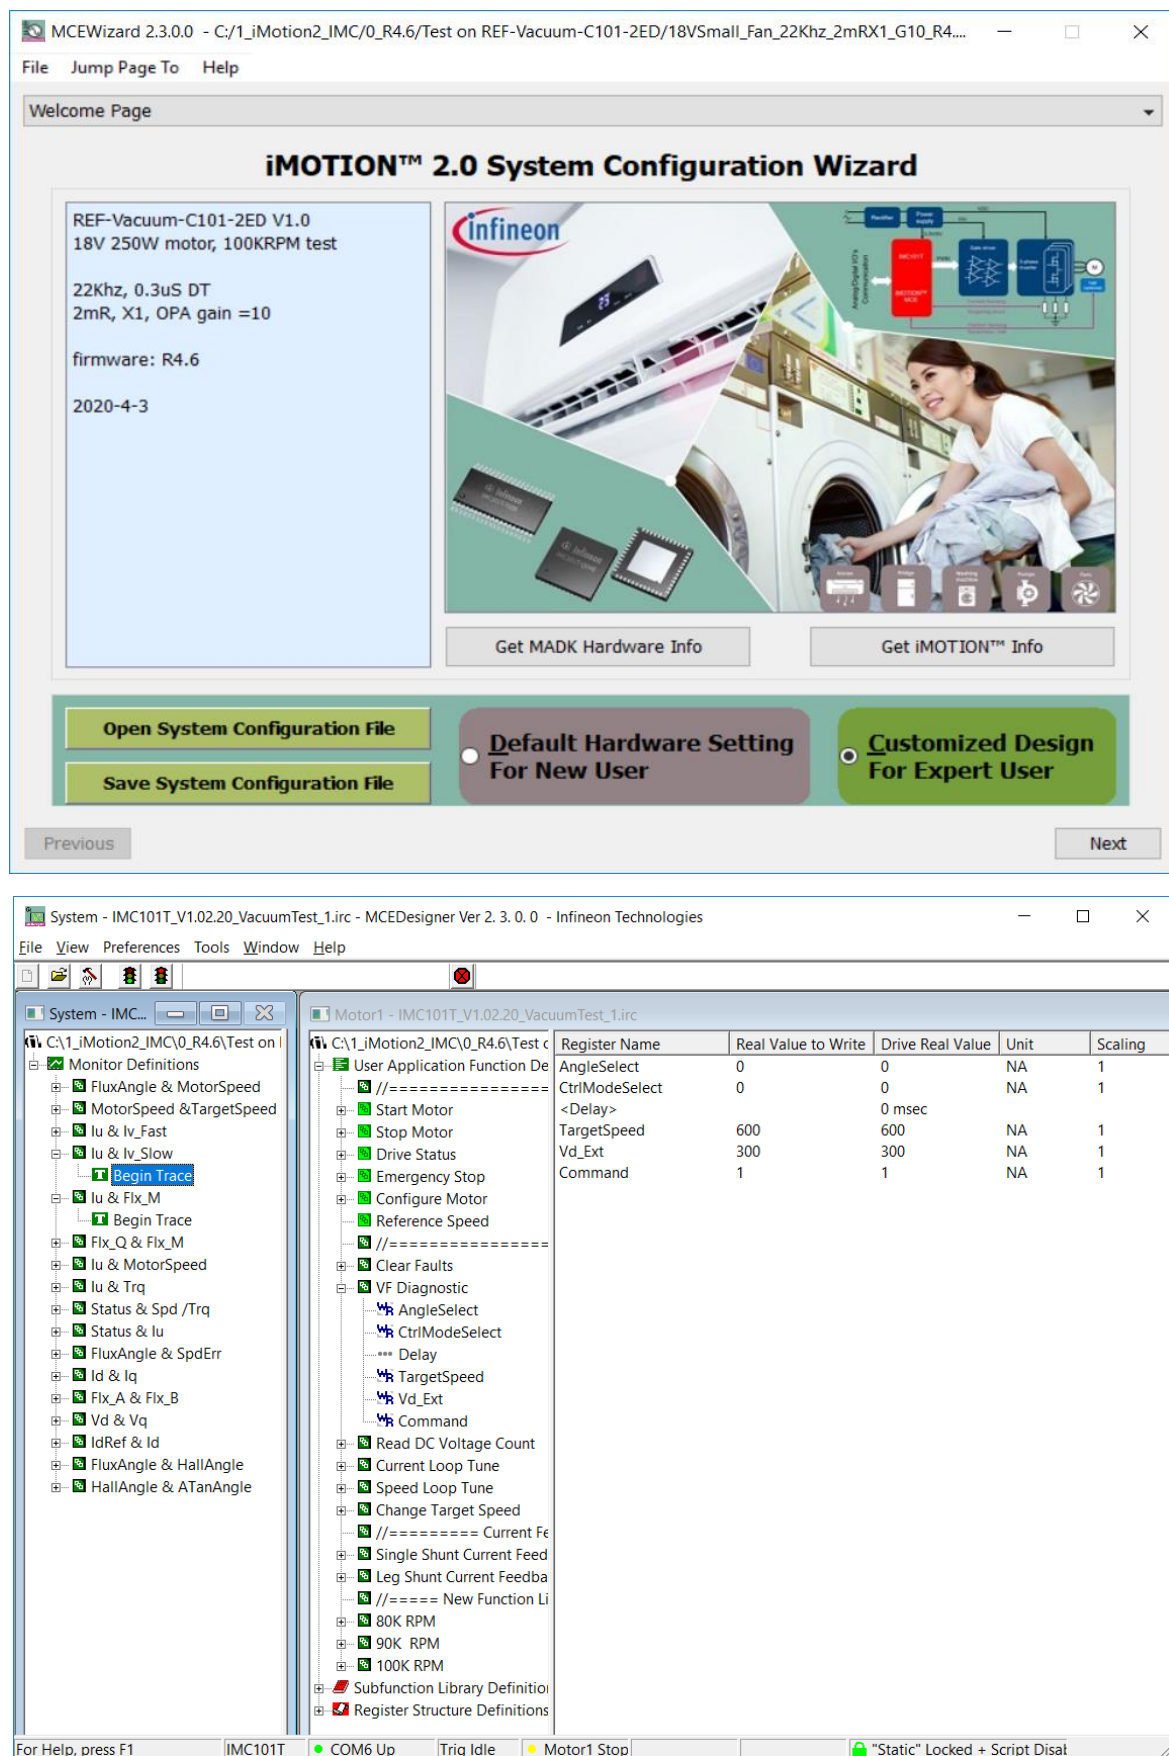 MCEWizard 2.3.0.0 - C:/1_iMotion2_IMC/0_R4.6/Test on REF-Vacuum-C101-2ED/18VSmall_Fan_22Khz_2mRX1_G10_R4....
File Jump Page To Help
Welcome Page
iMOTION™ 2.0 System Configuration Wizard
REF-Vacuum-C101-2ED V1.0
18V 250W motor, 100KRPM test
22Khz, 0.3uS DT
2mR, X1, OPA gain =10
firmware: R4.6
2020-4-3
infineon
Rectifier
Power supply
Gate driver
IMC101T
iMOTION™ MCE
M
Get MADK Hardware Info
Get iMOTION™ Info
Open System Configuration File
Save System Configuration File
Default Hardware Setting
For New User
Customized Design
For Expert User
Previous
Next
System - IMC101T_V1.02.20_VacuumTest_1.irc - MCEDesigner Ver 2. 3. 0. 0 - Infineon Technologies
File View Preferences Tools Window Help
System - IMC...
C:\1_iMotion2_IMC\0_R4.6\Test on
Monitor Definitions
FluxAngle & MotorSpeed
MotorSpeed &TargetSpeed
Iu & Iv_Fast
Iu & Iv_Slow
Begin Trace
Iu & Flx_M
Begin Trace
Flx_Q & Flx_M
Iu & MotorSpeed
Iu & Trq
Status & Spd /Trq
Status & Iu
FluxAngle & SpdErr
Id & Iq
Flx_A & Flx_B
Vd & Vq
IdRef & Id
FluxAngle & HallAngle
HallAngle & ATanAngle
Motor1 - IMC101T_V1.02.20_VacuumTest_1.irc
C:\1_iMotion2_IMC\0_R4.6\Test c
User Application Function De
//=================
Start Motor
Stop Motor
Drive Status
Emergency Stop
Configure Motor
Reference Speed
//=================
Clear Faults
VF Diagnostic
AngleSelect
CtrlModeSelect
Delay
TargetSpeed
Vd_Ext
Command
Read DC Voltage Count
Current Loop Tune
Speed Loop Tune
Change Target Speed
//========= Current Fe
Single Shunt Current Feed
Leg Shunt Current Feedba
//===== New Function Li
80K RPM
90K RPM
100K RPM
Subfunction Library Definitio
Register Structure Definitions
Register Name Real Value to Write Drive Real Value Unit Scaling
AngleSelect 0 0 NA 1
CtrlModeSelect 0 0 NA 1
<Delay> 0 msec
TargetSpeed 600 600 NA 1
Vd_Ext 300 300 NA 1
Command 1 1 NA 1
For Help, press F1 IMC101T COM6 Up Trig Idle Motor1 Stop "Static" Locked + Script Disab